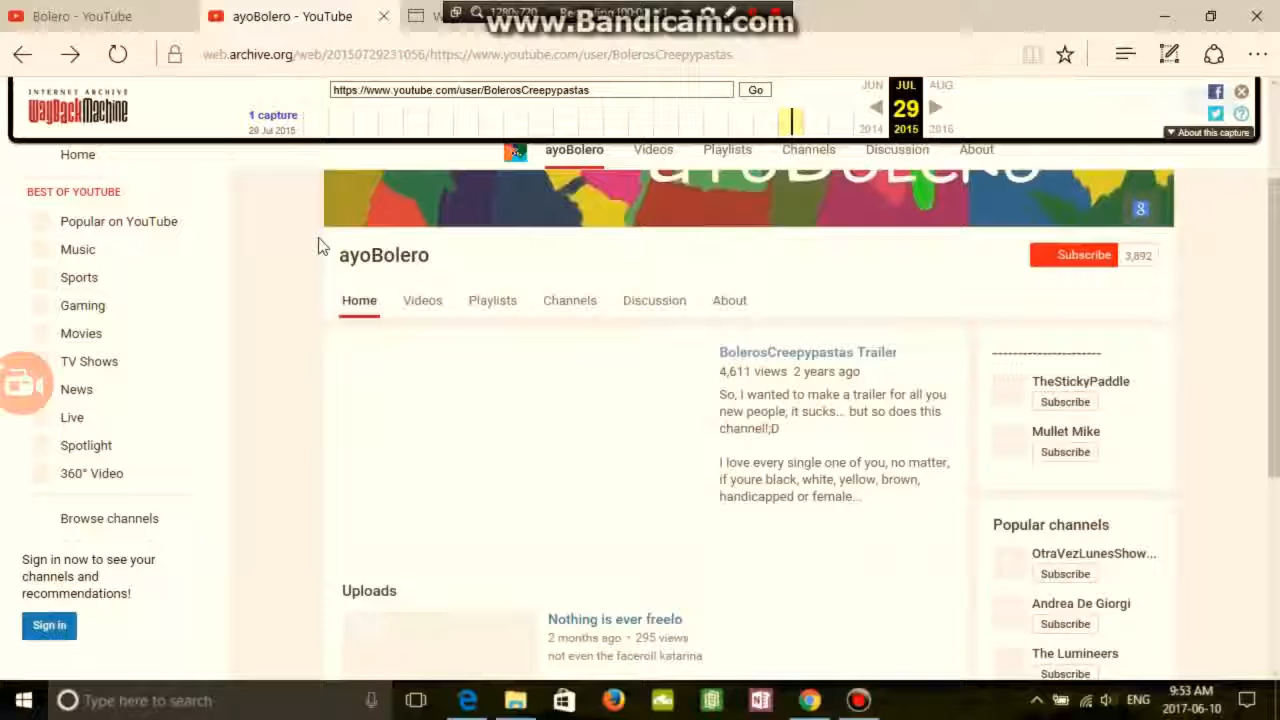 Bolero - YouTube
ayoBolero - YouTube
1280x720
www.Bandicam.com
web.archive.org/web/20150729231056/https://www.youtube.com/user/BolerosCreepypastas
INTERNET ARCHIVE
WayBackMachine
https://www.youtube.com/user/BolerosCreepypastas
Go
JUN
JUL
AUG
1 capture
29
29 Jul 2015
2014
2015
2016
About this capture
Home
ayoBolero
Videos
Playlists
Channels
Discussion
About
BEST OF YOUTUBE
Popular on YouTube
Music
Sports
Gaming
Movies
TV Shows
News
Live
Spotlight
360° Video
Browse channels
Sign in now to see your
channels and
recommendations!
Sign in
ayoBolero
ayoBolero
Subscribe
3,892
Home
Videos
Playlists
Channels
Discussion
About
BolerosCreepypastas Trailer
4,611 views 2 years ago
So, I wanted to make a trailer for all you
new people, it sucks... but so does this
channel!;D
I love every single one of you, no matter,
if youre black, white, yellow, brown,
handicapped or female...
Uploads
Nothing is ever freelo
2 months ago • 295 views
not even the faceroll katarina
----------------------
TheStickyPaddle
Subscribe
Mullet Mike
Subscribe
Popular channels
OtraVezLunesShow...
Subscribe
Andrea De Giorgi
Subscribe
The Lumineers
Subscribe
Type here to search
ENG
9:53 AM
2017-06-10